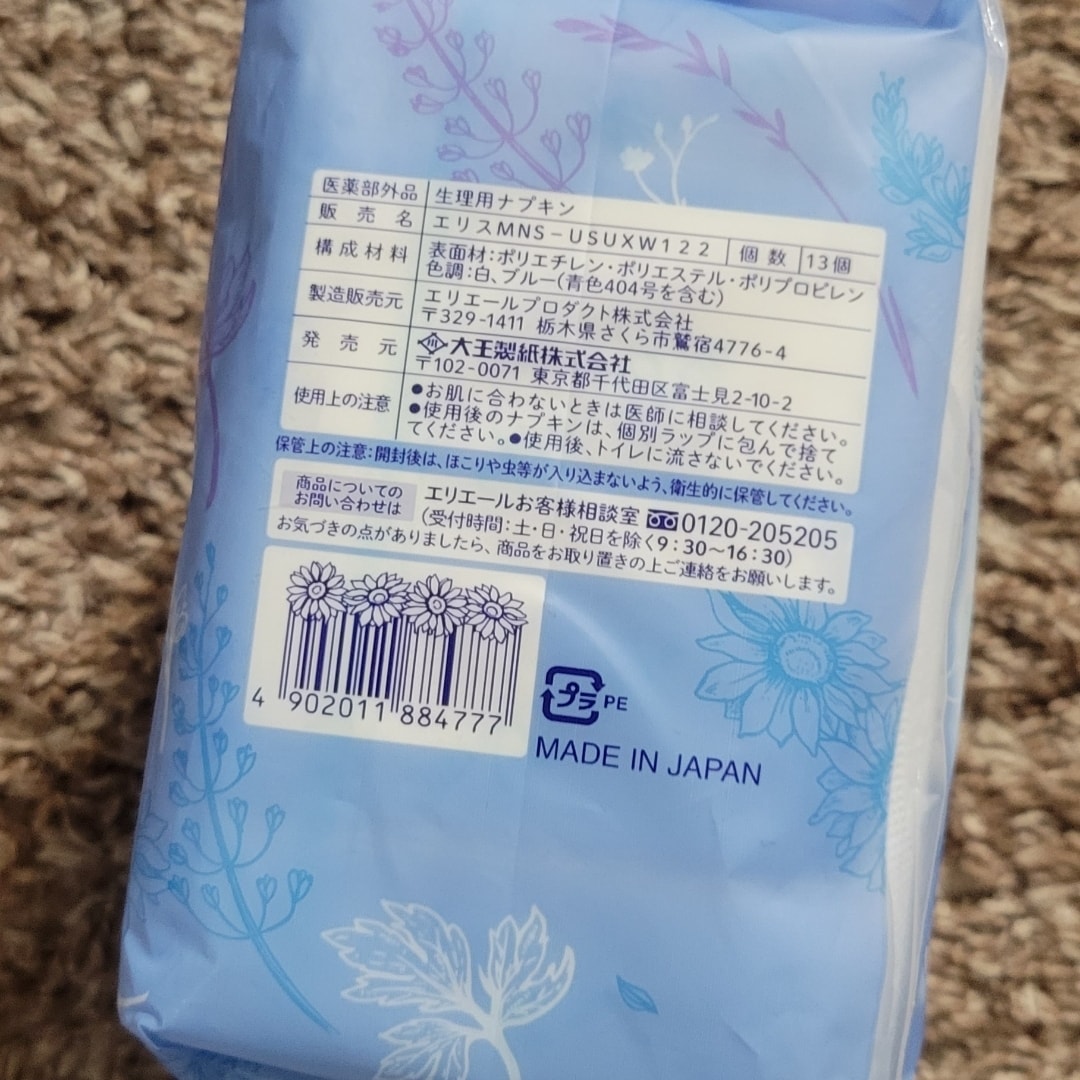 医薬部外品 生理用ナプキン
販売名 エリスMNS-USUXW122 個数 13個
構成材料 表面材:ポリエチレン・ポリエステル・ポリプロピレン
色調:白、ブルー(青色404号を含む)
製造販売元 エリエールプロダクト株式会社
〒329-1411 栃木県さくら市鷲宿4776-4
発売元 大王製紙株式会社
〒102-0071 東京都千代田区富士見2-10-2
使用上の注意 ●お肌に合わないときは医師に相談してください。
●使用後のナプキンは、個別ラップに包んで捨て
てください。●使用後、トイレに流さないでください。
保管上の注意:開封後は、ほこりや虫等が入り込まないよう、衛生的に保管してください。
商品についての
お問い合わせは
エリエールお客様相談室 0120-205205
(受付時間:土・日・祝日を除く9:30~16:30)
お気づきの点がありましたら、商品をお取り置きの上ご連絡をお願いします。
4 902011 884777
プラ PE
MADE IN JAPAN